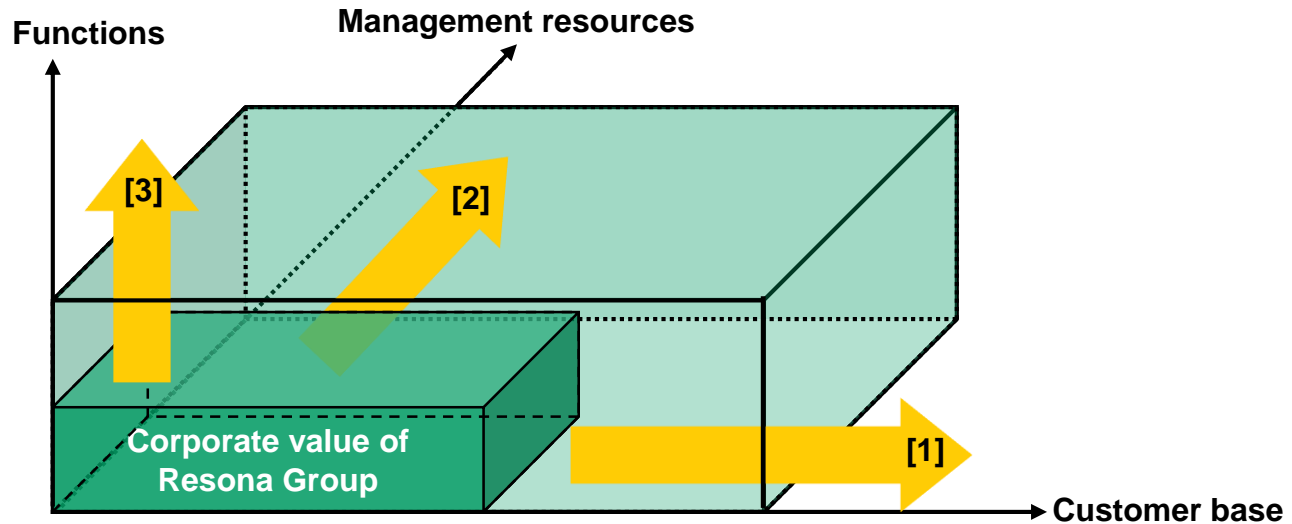 Management resources
Functions
[3]
[2]
Corporate value of
Resona Group
[1]
Customer base